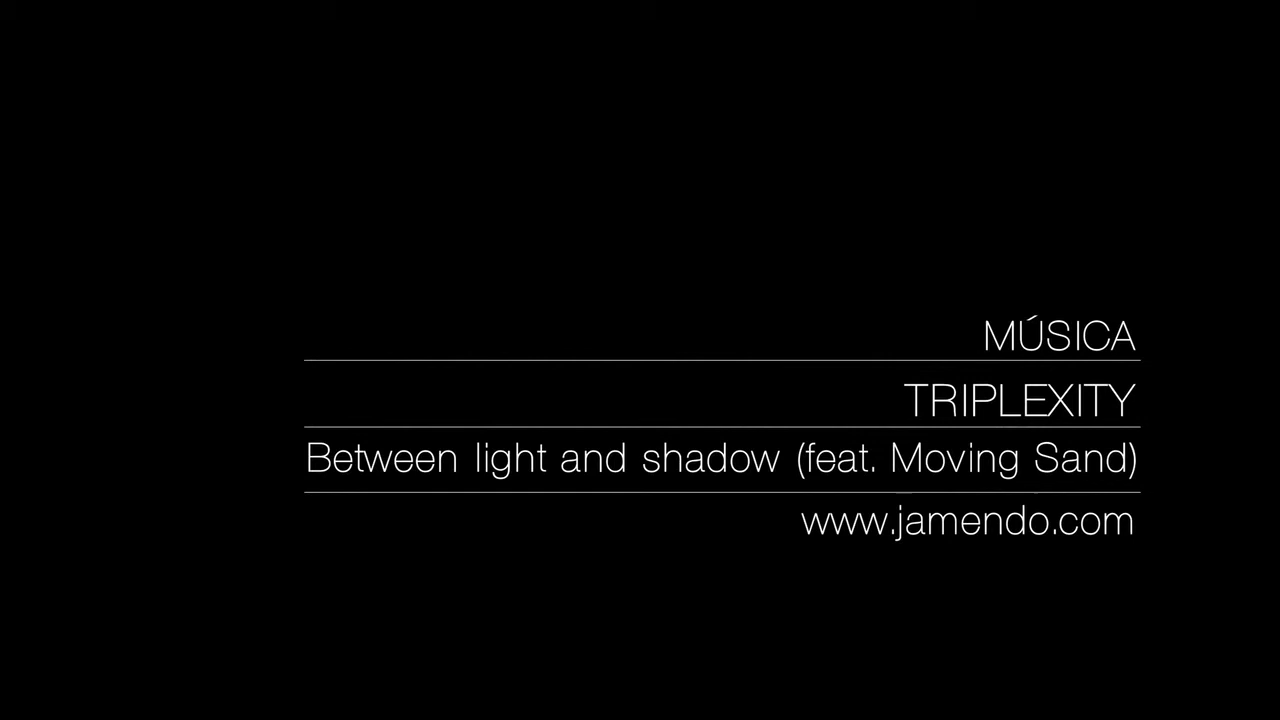 MÚSICA
TRIPLEXITY
Between light and shadow (feat. Moving Sand)
www.jamendo.com